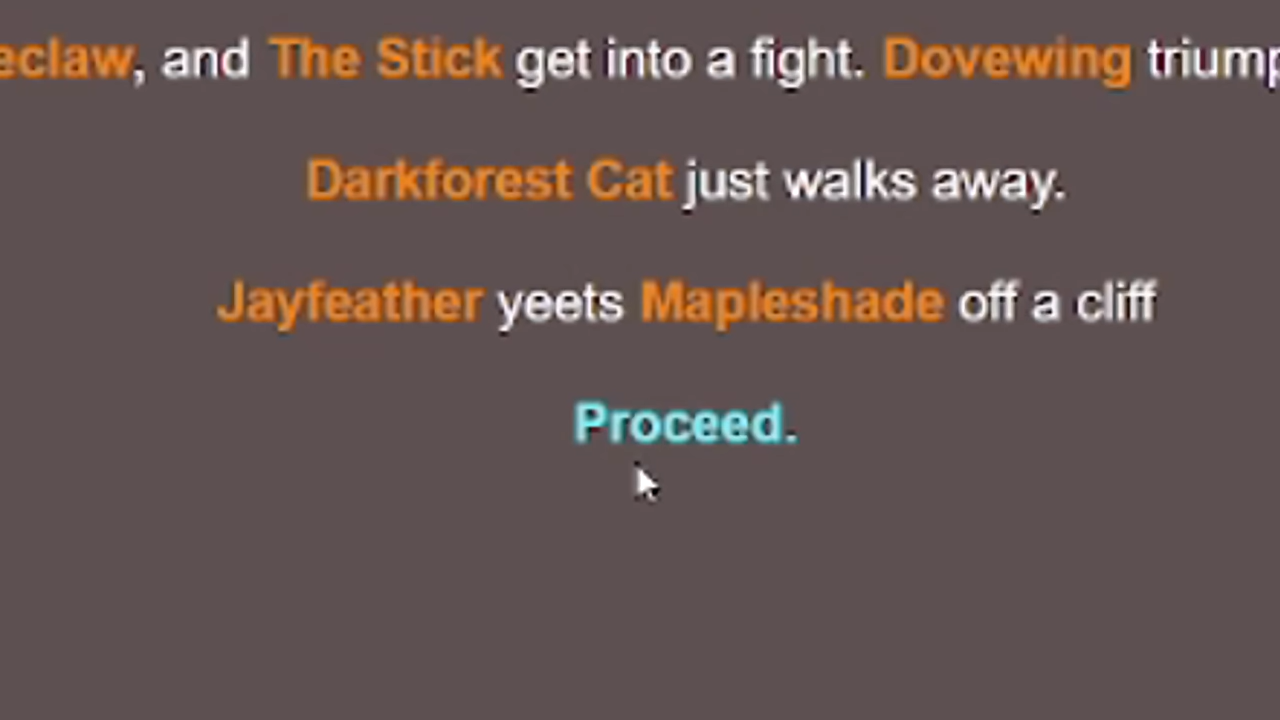 eclaw, and The Stick get into a fight. Dovewing triump
Darkforest Cat just walks away.
Jayfeather yeets Mapleshade off a cliff
Proceed.